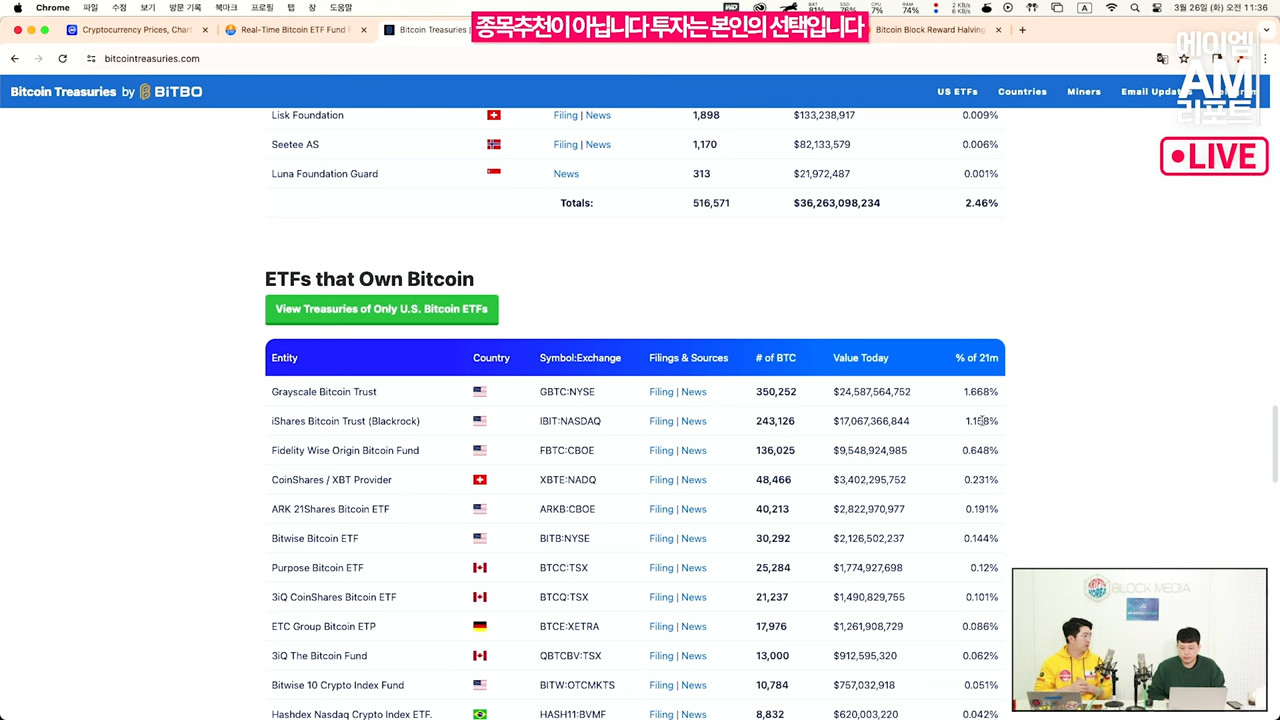 Chrome 파일 수정 보기 방문 기록 북마크 프로필 탭 창 도움말
3월 26일 (화) 오전 11:36
종목추천이 아닙니다 투자는 본인의 선택입니다
Cryptocurrency Prices, Char
Real-Time Bitcoin ETF Fund F
Bitcoin Treasuries
Bitcoin Block Reward Halving
bitcointreasuries.com
에이엠
AM
리포트
LIVE
Bitcoin Treasuries by BiTBO
US ETFs Countries Miners Email Updates
Lisk Foundation Filing | News 1,898 $133,238,917 0.009%
Seetee AS Filing | News 1,170 $82,133,579 0.006%
Luna Foundation Guard News 313 $21,972,487 0.001%
Totals: 516,571 $36,263,098,234 2.46%
ETFs that Own Bitcoin
View Treasuries of Only U.S. Bitcoin ETFs
Entity Country Symbol:Exchange Filings & Sources # of BTC Value Today % of 21m
Grayscale Bitcoin Trust GBTC:NYSE Filing | News 350,252 $24,587,564,752 1.668%
iShares Bitcoin Trust (Blackrock) IBIT:NASDAQ Filing | News 243,126 $17,067,366,844 1.158%
Fidelity Wise Origin Bitcoin Fund FBTC:CBOE Filing | News 136,025 $9,548,924,985 0.648%
CoinShares / XBT Provider XBTE:NADQ Filing | News 48,466 $3,402,295,752 0.231%
ARK 21Shares Bitcoin ETF ARKB:CBOE Filing | News 40,213 $2,822,970,977 0.191%
Bitwise Bitcoin ETF BITB:NYSE Filing | News 30,292 $2,126,502,237 0.144%
Purpose Bitcoin ETF BTCC:TSX Filing | News 25,284 $1,774,927,698 0.12%
3iQ CoinShares Bitcoin ETF BTCQ:TSX Filing | News 21,237 $1,490,829,755 0.101%
ETC Group Bitcoin ETP BTCE:XETRA Filing | News 17,976 $1,261,908,729 0.086%
3iQ The Bitcoin Fund QBTCBV:TSX Filing | News 13,000 $912,595,320 0.062%
Bitwise 10 Crypto Index Fund BITW:OTCMKTS Filing | News 10,784 $757,032,918 0.051%
Hashdex Nasdaq Crypto Index ETF. HASH11:BVMF Filing | News 8,832 $620,003,220 0.042%
BLOCK MEDIA